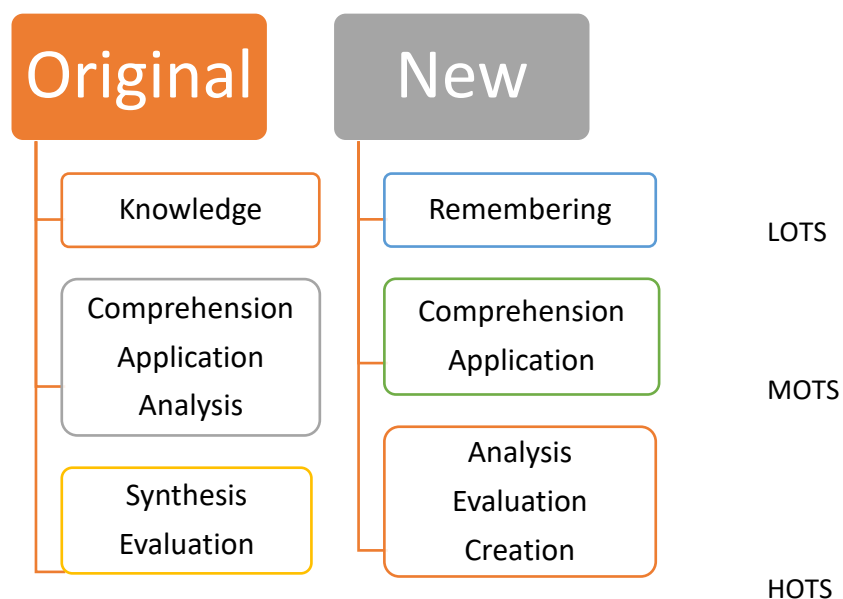 Original
Knowledge
Comprehension
Application
Analysis
Synthesis
Evaluation
New
Remembering
Comprehension
Application
Analysis
Evaluation
Creation
LOTS
MOTS
HOTS